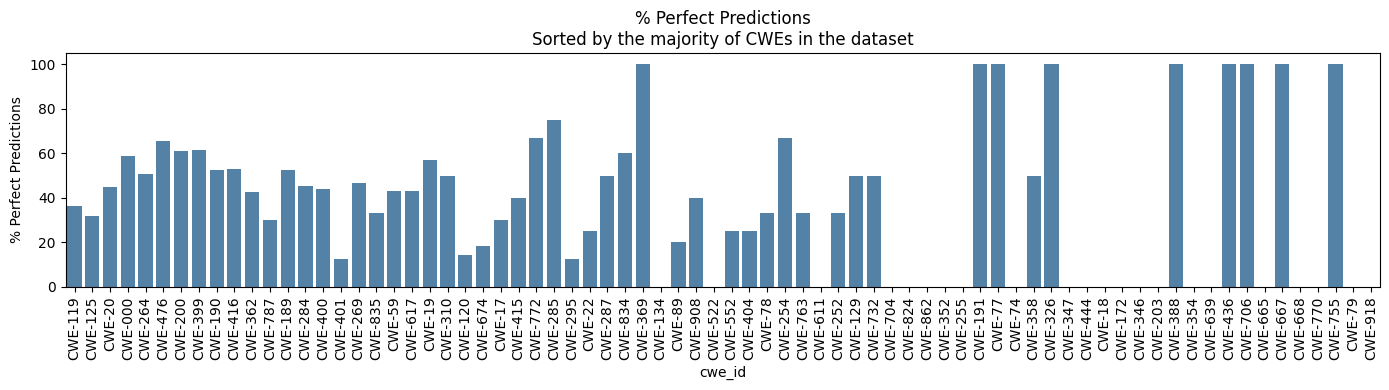 % Perfect Predictions
Sorted by the majority of CWEs in the dataset
% Perfect Predictions
100
80
60
40
20
0
CWE-119
CWE-125
CWE-20
CWE-000
CWE-264
CWE-476
CWE-200
CWE-399
CWE-190
CWE-416
CWE-362
CWE-787
CWE-189
CWE-284
CWE-400
CWE-401
CWE-269
CWE-835
CWE-59
CWE-617
CWE-19
CWE-310
CWE-120
CWE-674
CWE-17
CWE-415
CWE-772
CWE-285
CWE-295
CWE-22
CWE-287
CWE-834
CWE-369
CWE-134
CWE-89
CWE-908
CWE-522
CWE-552
CWE-404
CWE-78
CWE-254
CWE-763
CWE-611
CWE-252
CWE-129
CWE-732
CWE-704
CWE-824
CWE-862
CWE-352
CWE-255
CWE-191
CWE-77
CWE-74
CWE-358
CWE-326
CWE-347
CWE-444
CWE-18
CWE-172
CWE-346
CWE-203
CWE-388
CWE-354
CWE-639
CWE-436
CWE-706
CWE-665
CWE-667
CWE-668
CWE-770
CWE-755
CWE-79
CWE-918
cwe_id